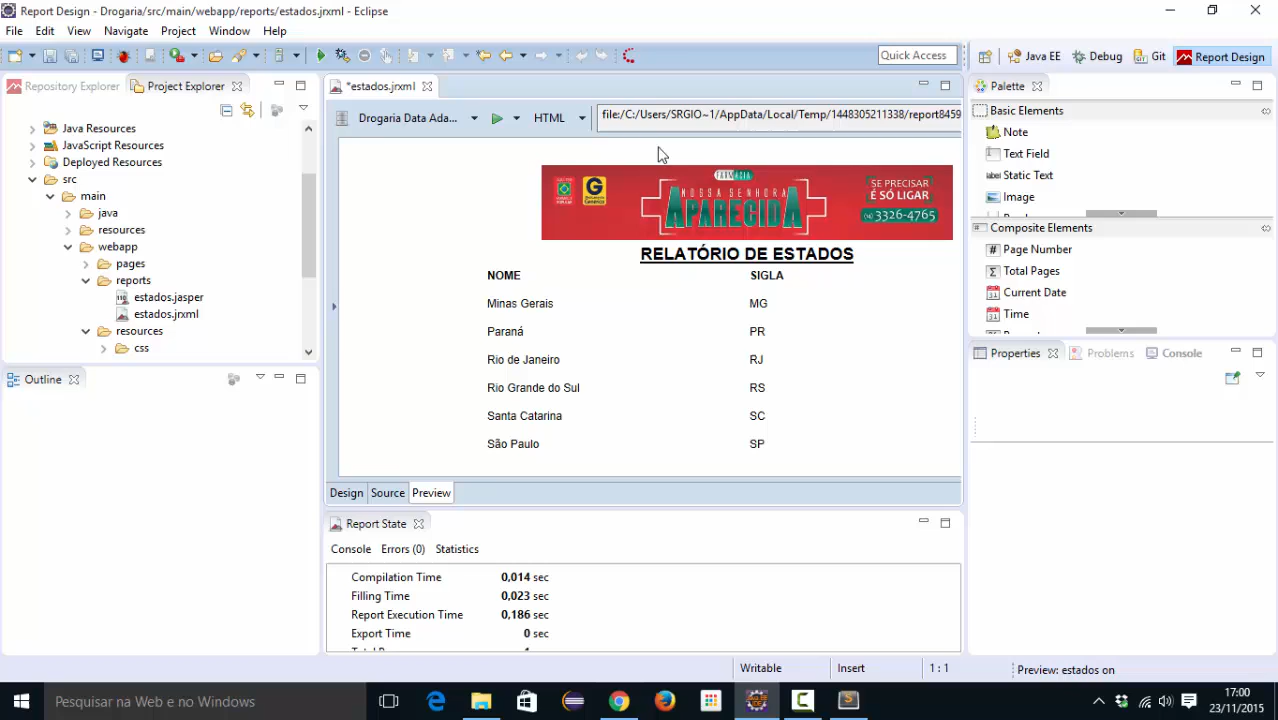 Report Design - Drogaria/src/main/webapp/reports/estados.jrxml - Eclipse
File Edit View Navigate Project Window Help
Quick Access
Java EE
Debug
Git
Report Design
Repository Explorer
Project Explorer
Java Resources
JavaScript Resources
Deployed Resources
src
main
java
resources
webapp
pages
reports
estados.jasper
estados.jrxml
resources
css
Outline
*estados.jrxml
Drogaria Data Ada...
HTML
file:/C:/Users/SRGIO~1/AppData/Local/Temp/1448305211338/report8459
FARMÁCIA
NOSSA SENHORA
APARECIDA
G
SE PRECISAR
É SÓ LIGAR
3326-4765
RELATÓRIO DE ESTADOS
NOME SIGLA
Minas Gerais MG
Paraná PR
Rio de Janeiro RJ
Rio Grande do Sul RS
Santa Catarina SC
São Paulo SP
Design Source Preview
Report State
Console Errors (0) Statistics
Compilation Time 0,014 sec
Filling Time 0,023 sec
Report Execution Time 0,186 sec
Export Time 0 sec
Palette
Basic Elements
Note
Text Field
Static Text
Image
Composite Elements
Page Number
Total Pages
Current Date
Time
Properties
Problems
Console
Writable Insert 1 : 1 Preview: estados on
Pesquisar na Web e no Windows
17:00
23/11/2015